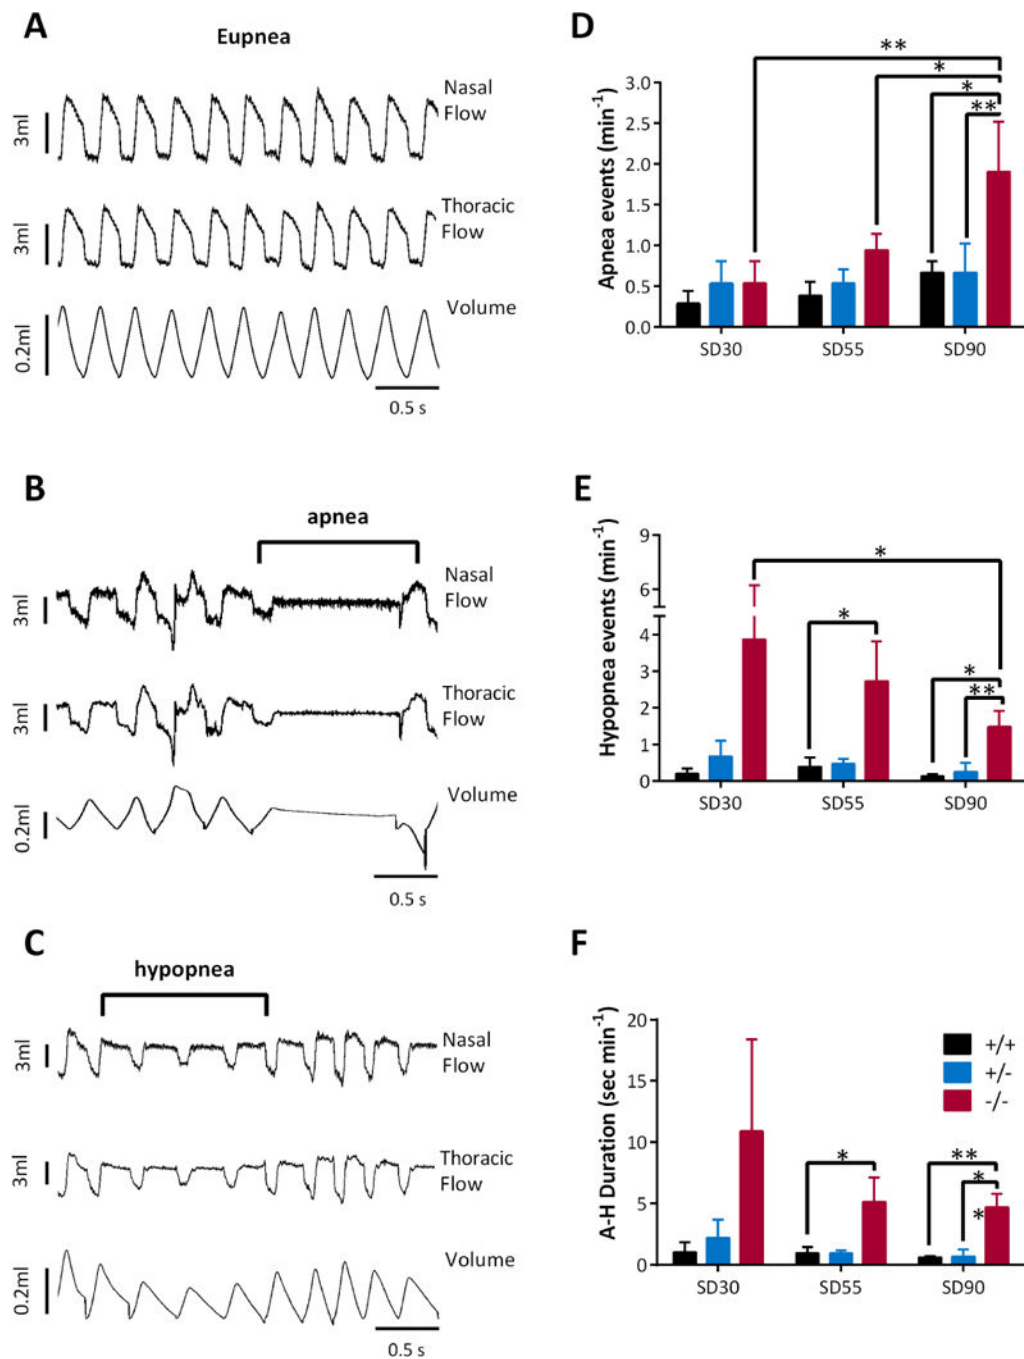 A
Eupnea
Nasal
Flow
3ml
Thoracic
Flow
3ml
Volume
0.2ml
0.5 s
B
apnea
Nasal
Flow
3ml
Thoracic
Flow
3ml
Volume
0.2ml
0.5 s
C
hypopnea
Nasal
Flow
3ml
Thoracic
Flow
3ml
Volume
0.2ml
0.5 s
D
**
*
*
**
Apnea events (min⁻¹)
3.0
2.5
2.0
1.5
1.0
0.5
0.0
SD30 SD55 SD90
E
*
*
*
**
Hypopnea events (min⁻¹)
9
6
4
3
2
1
0
SD30 SD55 SD90
F
A-H Duration (sec min⁻¹)
20
15
10
5
0
+/+
+/-
-/-
*
**
*
*
SD30 SD55 SD90